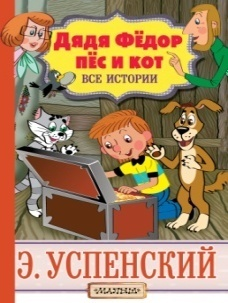 ДЯДЯ ФЁДОР
ПЁС И КОТ
ВСЕ ИСТОРИИ
Э. УСПЕНСКИЙ
МАЛЫШ